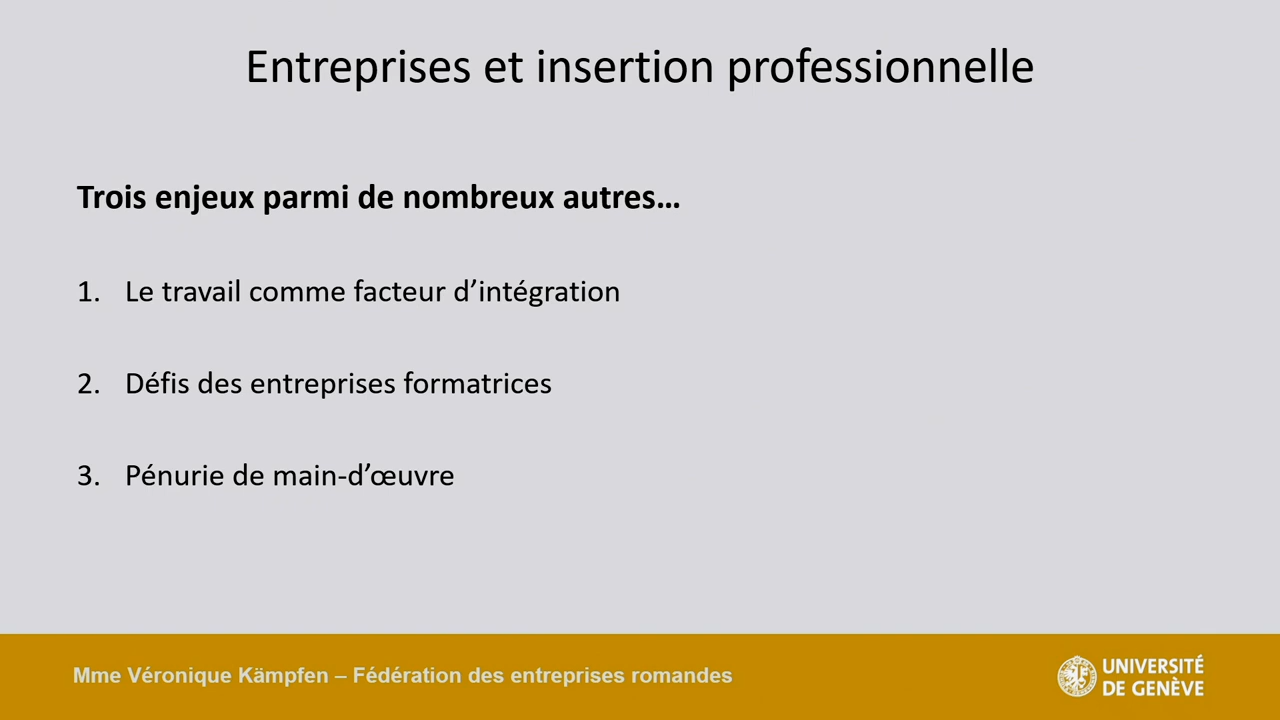 Entreprises et insertion professionnelle
Trois enjeux parmi de nombreux autres…
1. Le travail comme facteur d’intégration
2. Défis des entreprises formatrices
3. Pénurie de main-d’œuvre
Mme Véronique Kämpfen – Fédération des entreprises romandes
UNIVERSITÉ
DE GENÈVE